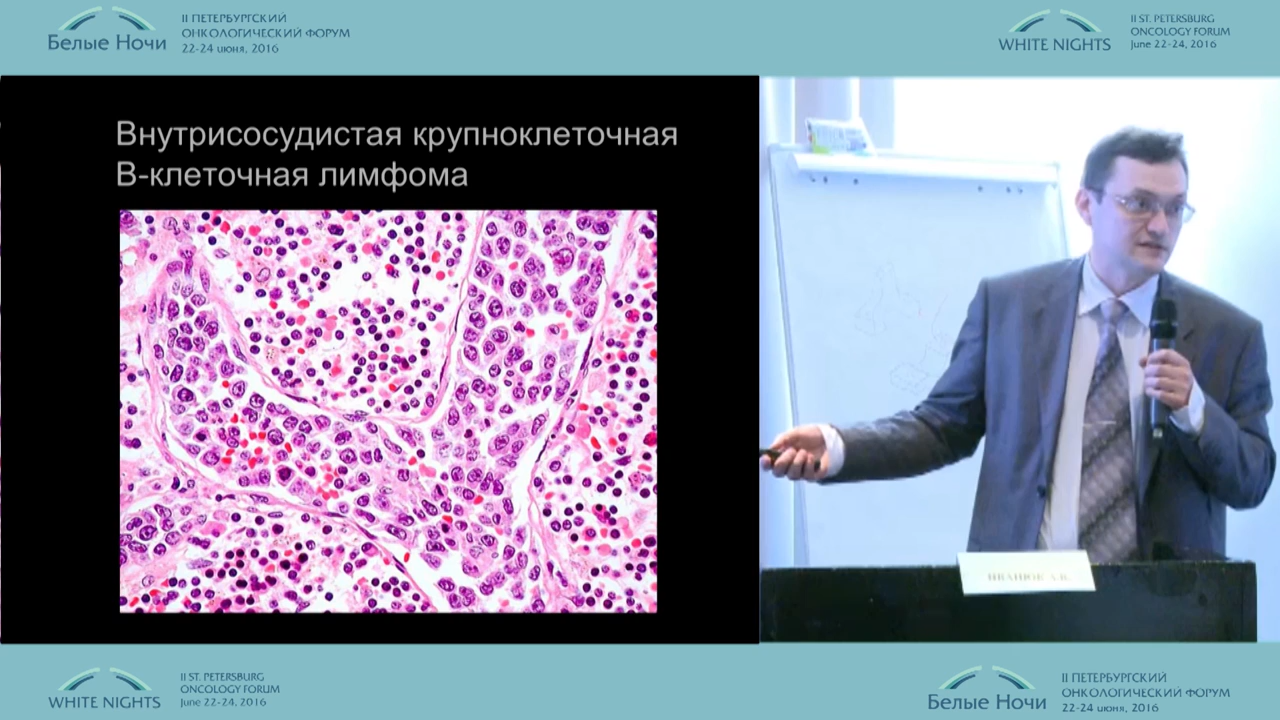 Белые Ночи
II ПЕТЕРБУРГСКИЙ
ОНКОЛОГИЧЕСКИЙ ФОРУМ
22-24 июня, 2016
WHITE NIGHTS
II ST. PETERSBURG
ONCOLOGY FORUM
June 22-24, 2016
Внутрисосудистая крупноклеточная
В-клеточная лимфома
WHITE NIGHTS
II ST. PETERSBURG
ONCOLOGY FORUM
June 22-24, 2016
Белые Ночи
II ПЕТЕРБУРГСКИЙ
ОНКОЛОГИЧЕСКИЙ ФОРУМ
22-24 июня, 2016